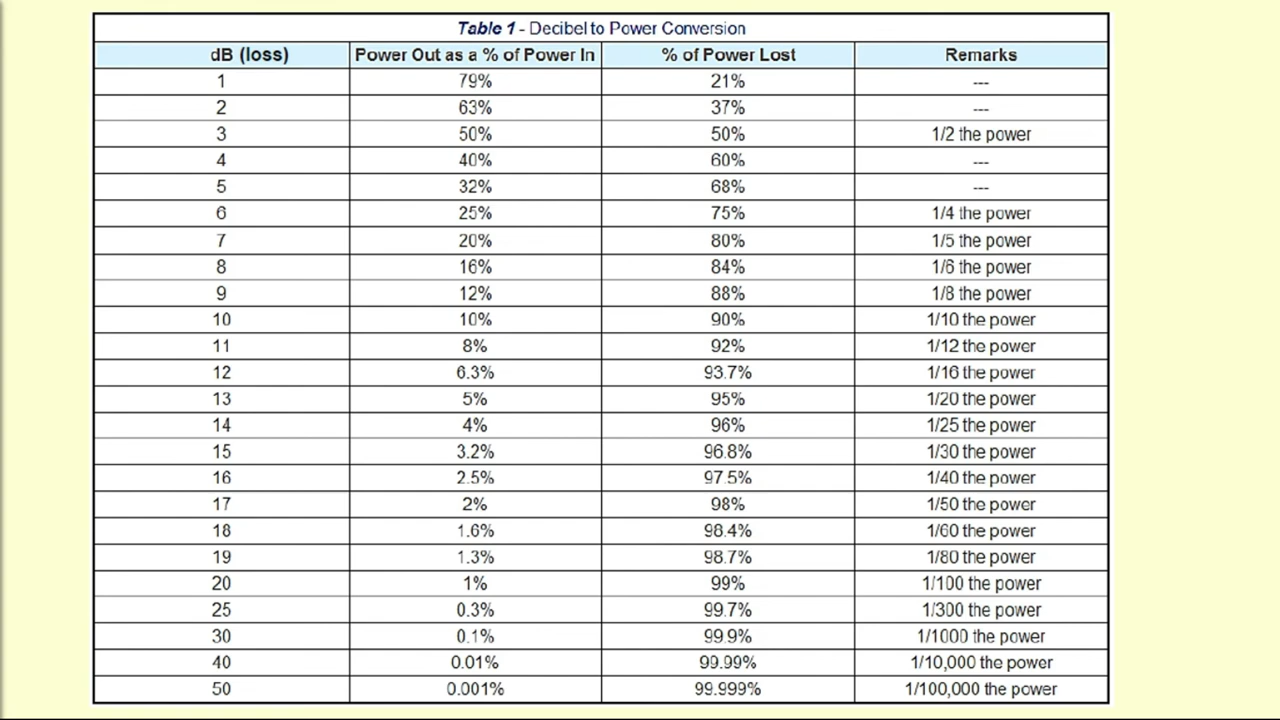 Table 1 - Decibel to Power Conversion
dB (loss) Power Out as a % of Power In % of Power Lost Remarks
1 79% 21% ---
2 63% 37% ---
3 50% 50% 1/2 the power
4 40% 60% ---
5 32% 68% ---
6 25% 75% 1/4 the power
7 20% 80% 1/5 the power
8 16% 84% 1/6 the power
9 12% 88% 1/8 the power
10 10% 90% 1/10 the power
11 8% 92% 1/12 the power
12 6.3% 93.7% 1/16 the power
13 5% 95% 1/20 the power
14 4% 96% 1/25 the power
15 3.2% 96.8% 1/30 the power
16 2.5% 97.5% 1/40 the power
17 2% 98% 1/50 the power
18 1.6% 98.4% 1/60 the power
19 1.3% 98.7% 1/80 the power
20 1% 99% 1/100 the power
25 0.3% 99.7% 1/300 the power
30 0.1% 99.9% 1/1000 the power
40 0.01% 99.99% 1/10,000 the power
50 0.001% 99.999% 1/100,000 the power